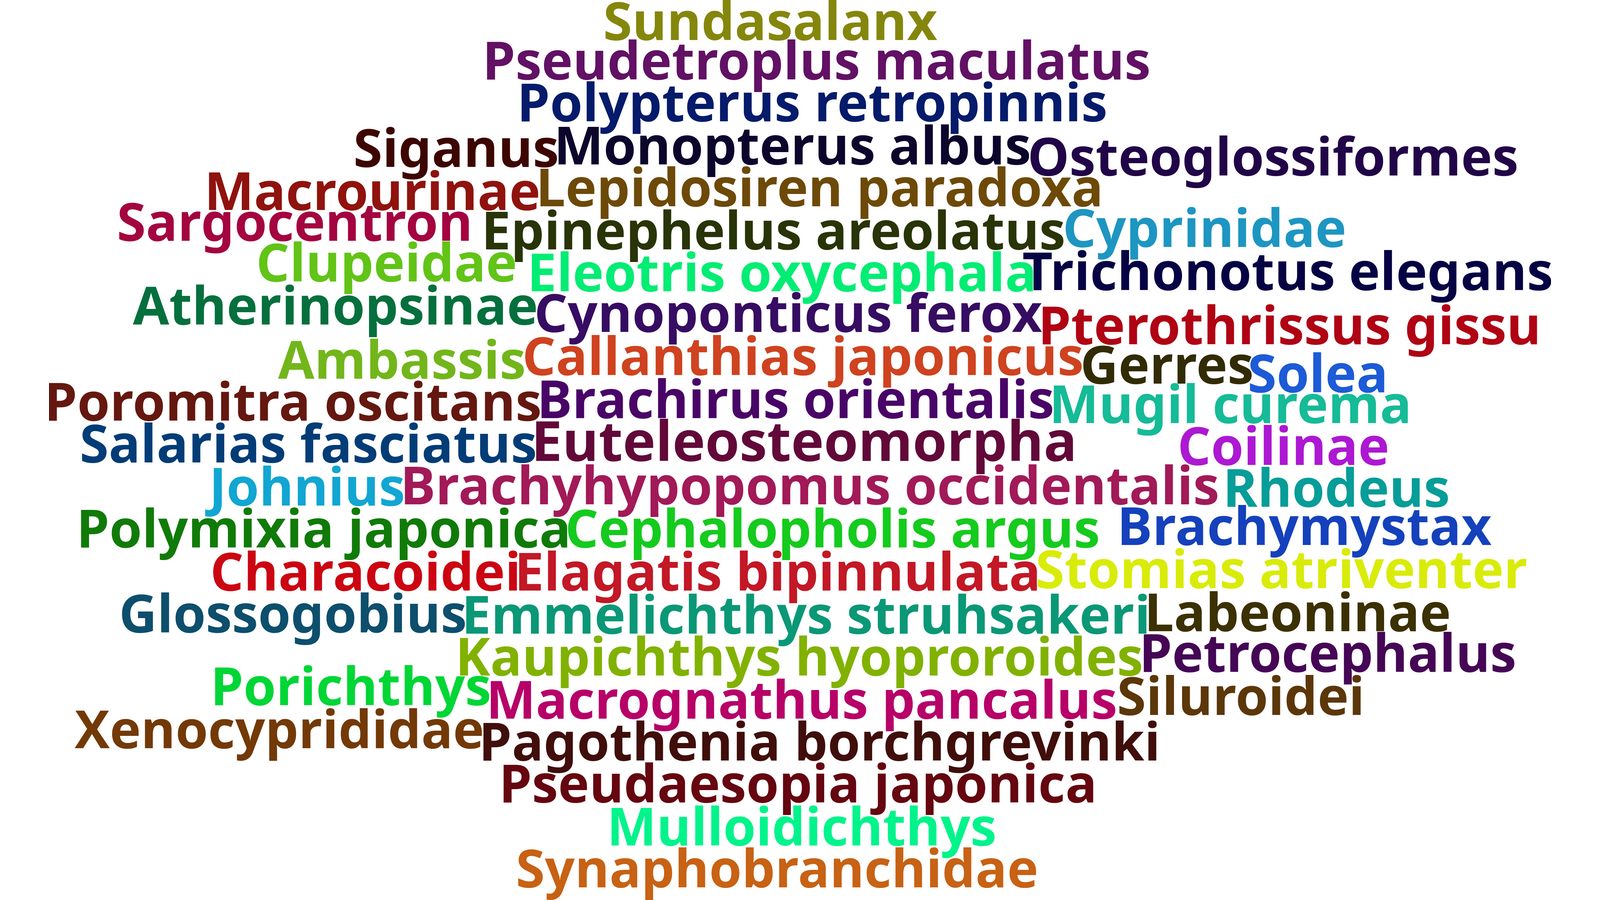 Sundasalanx
Pseudetroplus maculatus
Polypterus retropinnis
Siganus
Monopterus albus
Osteoglossiformes
Macrourinae
Lepidosiren paradoxa
Sargocentron
Epinephelus areolatus
Cyprinidae
Clupeidae
Eleotris oxycephala
Trichonotus elegans
Atherinopsinae
Cynoponticus ferox
Pterothrissus gissu
Ambassis
Callanthias japonicus
Gerres
Solea
Poromitra oscitans
Brachirus orientalis
Mugil curema
Salarias fasciatus
Euteleosteomorpha
Coilinae
Johnius
Brachyhypopomus occidentalis
Rhodeus
Polymixia japonica
Cephalopholis argus
Brachymystax
Characoidei
Elagatis bipinnulata
Stomias atriventer
Glossogobius
Emmelichthys struhsakeri
Labeoninae
Kaupichthys hyoproroides
Petrocephalus
Porichthys
Macrognathus pancalus
Siluroidei
Xenocyprididae
Pagothenia borchgrevinki
Pseudaesopia japonica
Mulloidichthys
Synaphobranchidae